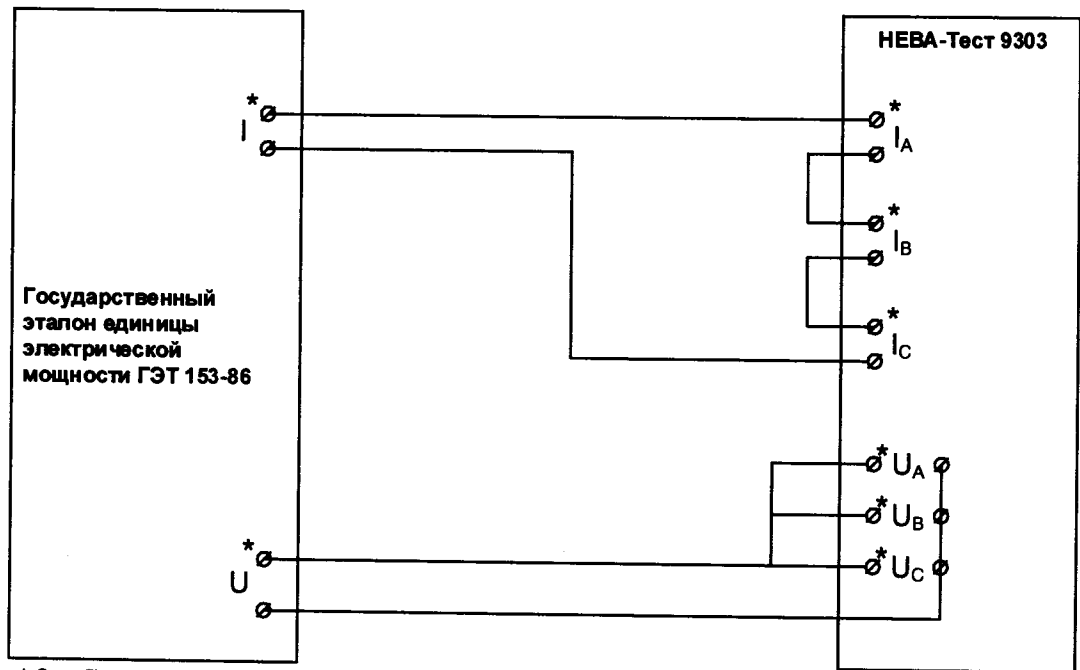 НЕВА-Тест 9303
*
I
*
I_A
*
I_B
*
I_C
Государственный
эталон единицы
электрической
мощности ГЭТ 153-86
* U_A
* U_B
* U_C
*
U